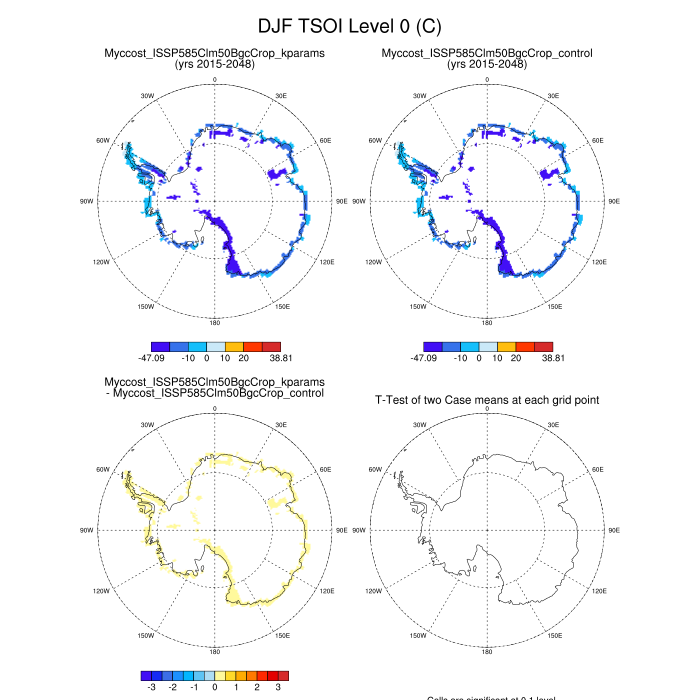 DJF TSOI Level 0 (C)
Myccost_ISSP585Clm50BgcCrop_kparams
(yrs 2015-2048)
0
30E
60E
90E
120E
150E
180
150W
120W
90W
60W
30W
-47.09 -10 0 10 20 38.81
Myccost_ISSP585Clm50BgcCrop_control
(yrs 2015-2048)
0
30E
60E
90E
120E
150E
180
150W
120W
90W
60W
30W
-47.09 -10 0 10 20 38.81
Myccost_ISSP585Clm50BgcCrop_kparams
- Myccost_ISSP585Clm50BgcCrop_control
0
30E
60E
90E
120E
150E
180
150W
120W
90W
60W
30W
-3 -2 -1 0 1 2 3
T-Test of two Case means at each grid point
0
30E
60E
90E
120E
150E
180
150W
120W
90W
60W
30W
Cells are significant at 0.1 level